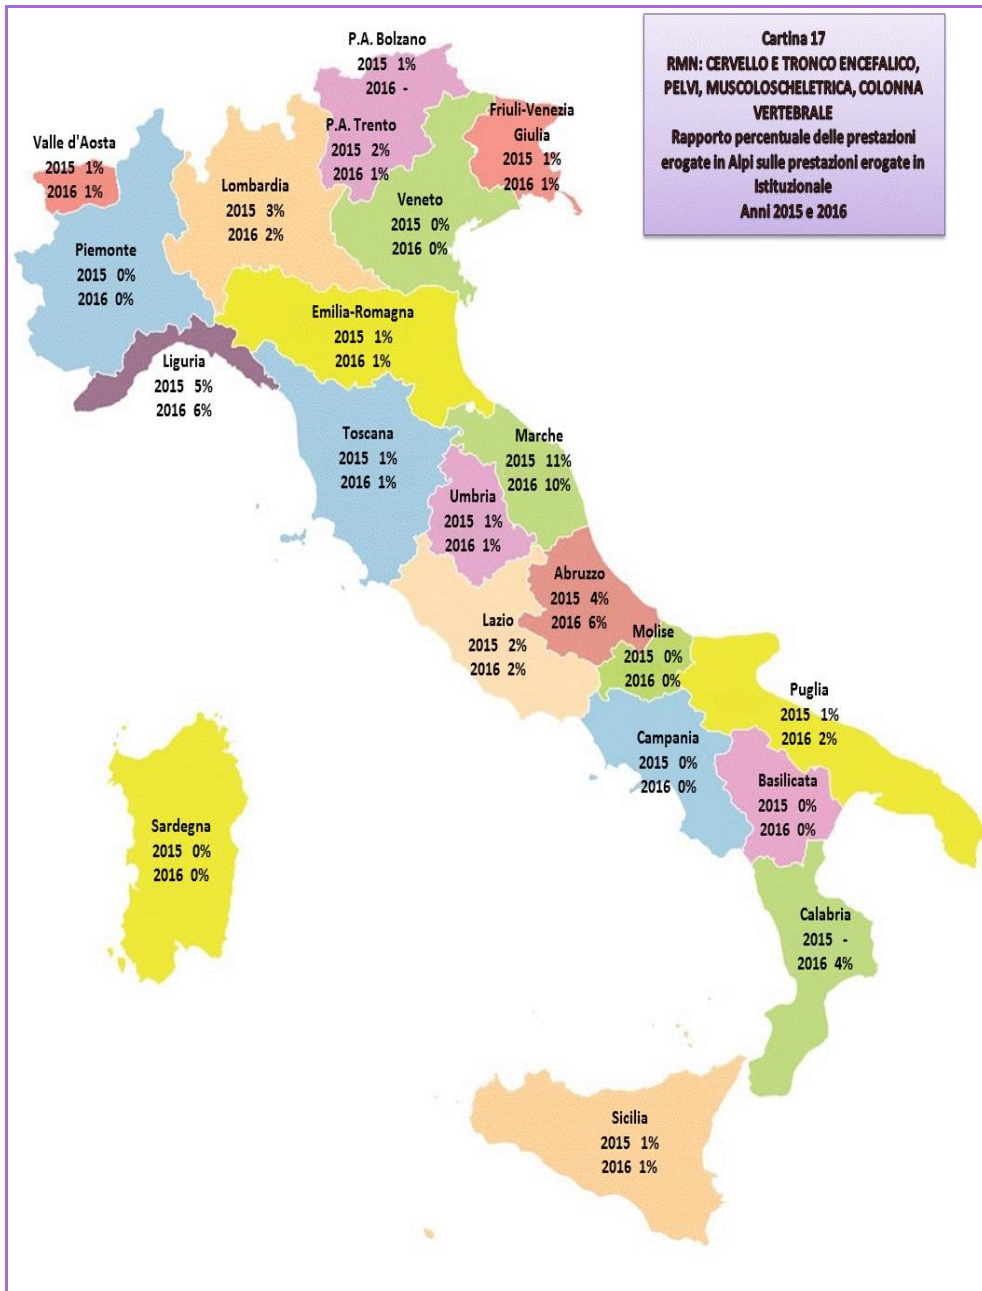 Cartina 17
RMN: CERVELLO E TRONCO ENCEFALICO,
PELVI, MUSCOLOSCHELETRICA, COLONNA
VERTEBRALE
Rapporto percentuale delle prestazioni
erogate in Alpi sulle prestazioni erogate in
Istituzionale
Anni 2015 e 2016
P.A. Bolzano
2015 1%
2016 -
P.A. Trento
2015 2%
2016 1%
Friuli-Venezia
Giulia
2015 1%
2016 1%
Valle d'Aosta
2015 1%
2016 1%
Lombardia
2015 3%
2016 2%
Veneto
2015 0%
2016 0%
Piemonte
2015 0%
2016 0%
Emilia-Romagna
2015 1%
2016 1%
Liguria
2015 5%
2016 6%
Toscana
2015 1%
2016 1%
Marche
2015 11%
2016 10%
Umbria
2015 1%
2016 1%
Abruzzo
2015 4%
2016 6%
Lazio
2015 2%
2016 2%
Molise
2015 0%
2016 0%
Puglia
2015 1%
2016 2%
Campania
2015 0%
2016 0%
Basilicata
2015 0%
2016 0%
Sardegna
2015 0%
2016 0%
Calabria
2015 -
2016 4%
Sicilia
2015 1%
2016 1%